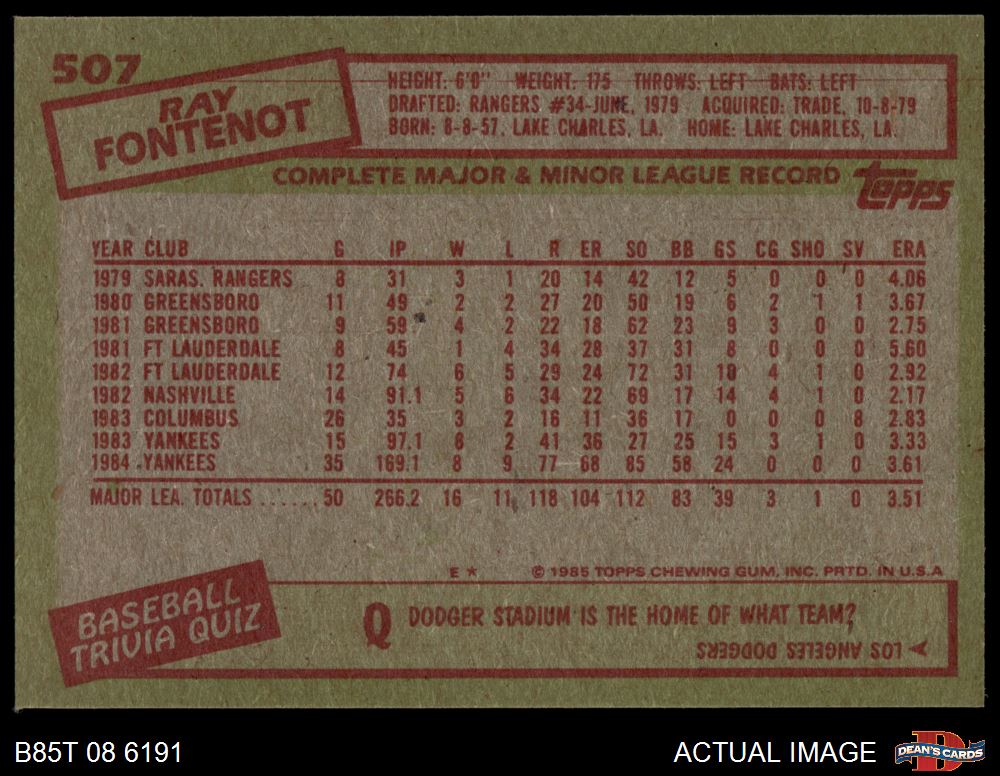 507
RAY
FONTENOT
HEIGHT: 6'0" WEIGHT: 175 THROWS: LEFT BATS: LEFT
DRAFTED: RANGERS #34-JUNE, 1979 ACQUIRED: TRADE, 10-8-79
BORN: 8-8-57, LAKE CHARLES, LA. HOME: LAKE CHARLES, LA.
COMPLETE MAJOR & MINOR LEAGUE RECORD topps
YEAR CLUB G IP W L R ER SO BB GS CG SHO SV ERA
1979 SARAS. RANGERS 8 31 3 1 20 14 42 12 5 0 0 0 4.06
1980 GREENSBORO 11 49 2 2 27 20 50 19 6 2 1 1 3.67
1981 GREENSBORO 9 59 4 2 22 18 62 23 9 3 0 0 2.75
1981 FT LAUDERDALE 8 45 1 4 34 28 37 31 8 0 0 0 5.60
1982 FT LAUDERDALE 12 74 6 5 29 24 72 31 10 4 1 0 2.92
1982 NASHVILLE 14 91.1 5 6 34 22 69 17 14 4 1 0 2.17
1983 COLUMBUS 26 35 3 2 16 11 36 17 0 0 0 8 2.83
1983 YANKEES 15 97.1 8 2 41 36 27 25 15 3 1 0 3.33
1984 YANKEES 35 169.1 8 9 77 68 85 58 24 0 0 0 3.61
MAJOR LEA. TOTALS ...... 50 266.2 16 11 118 104 112 83 39 3 1 0 3.51
E * © 1985 TOPPS CHEWING GUM, INC. PRTD. IN U.S.A
BASEBALL
TRIVIA QUIZ
Q DODGER STADIUM IS THE HOME OF WHAT TEAM?
LOS ANGELES DODGERS
B85T 08 6191
ACTUAL IMAGE
DEAN'S CARDS